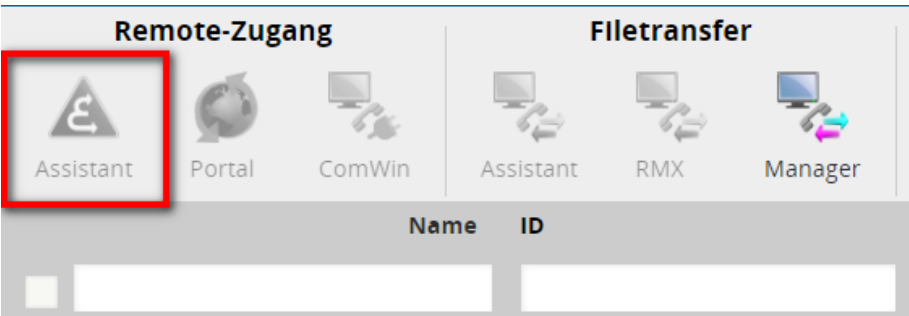 Remote-Zugang FIletransfer
Assistant Portal ComWin Assistant RMX Manager
Name ID